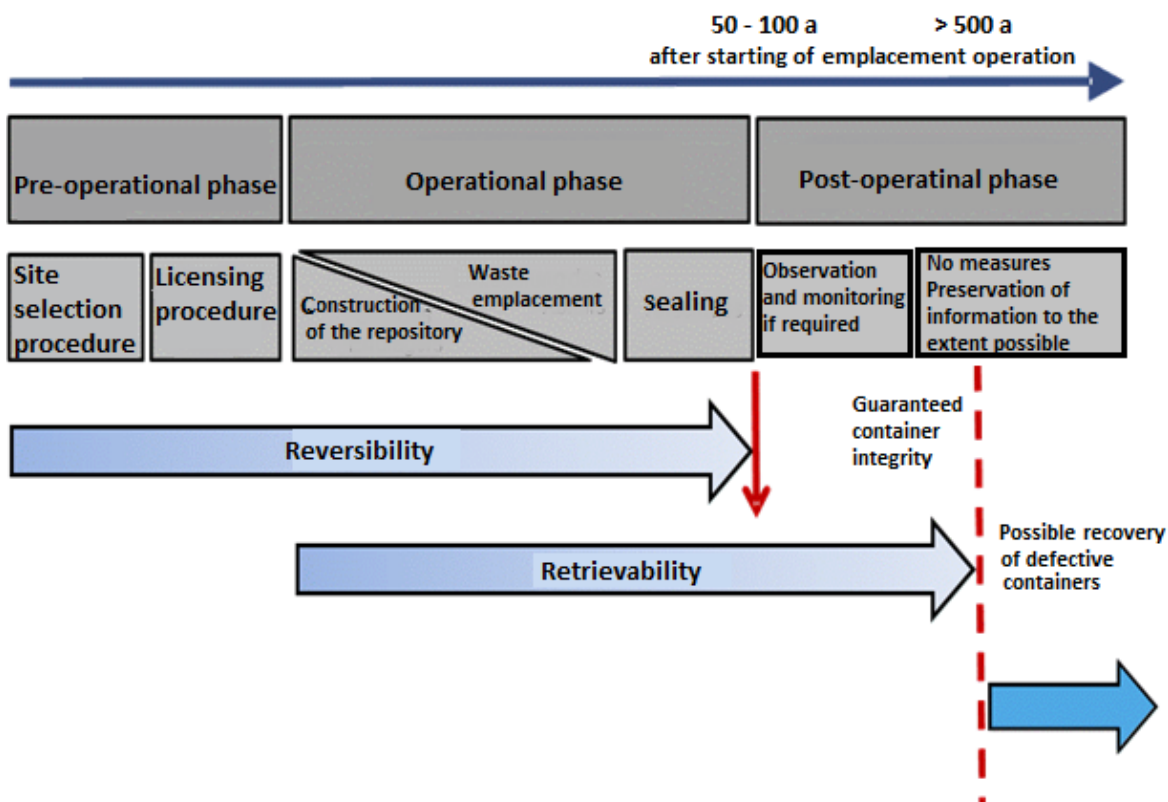 50 - 100 a
> 500 a
after starting of emplacement operation
Pre-operational phase
Operational phase
Post-operatinal phase
Site
selection
procedure
Licensing
procedure
Construction
of the repository
Waste
emplacement
Sealing
Observation
and monitoring
if required
No measures
Preservation of
information to the
extent possible
Reversibility
Guaranteed
container
integrity
Retrievability
Possible recovery
of defective
containers